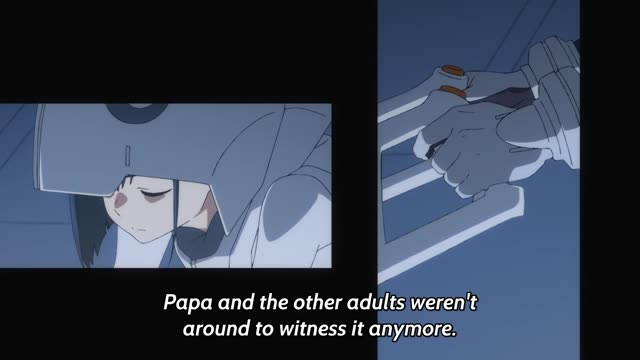 Papa and the other adults weren't
around to witness it anymore.